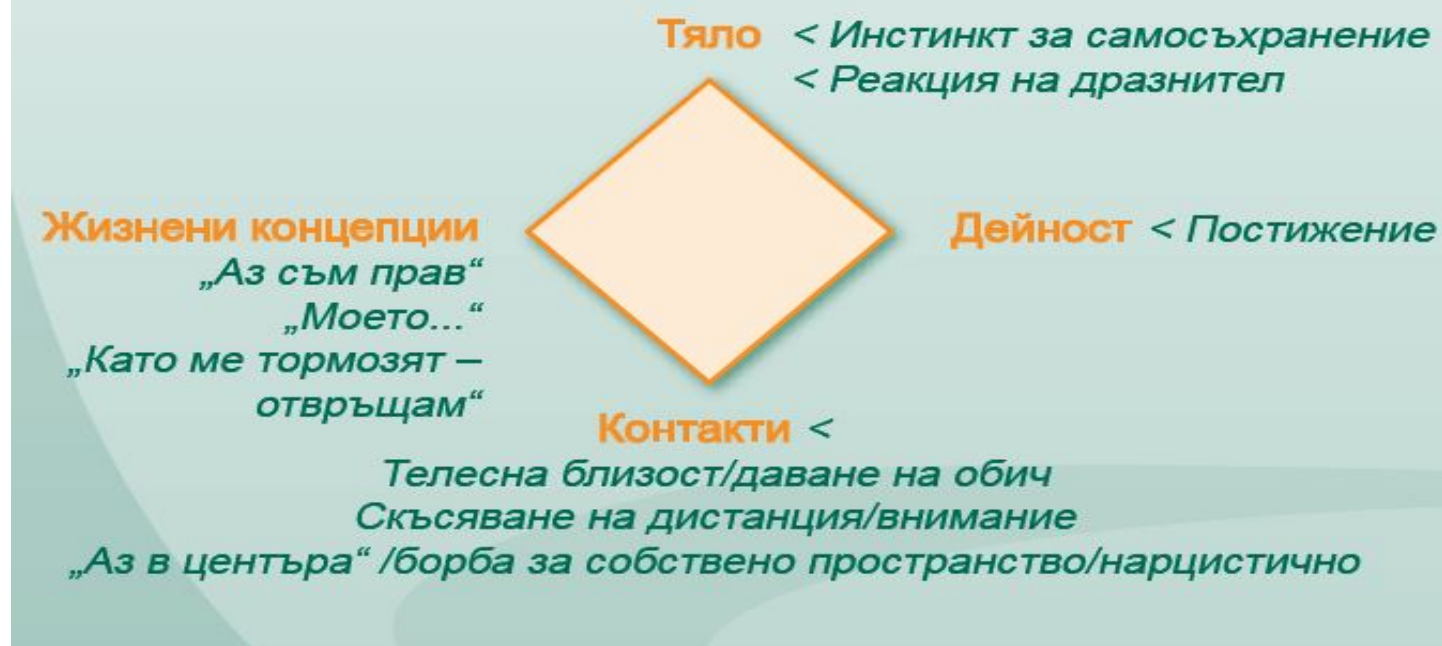 Тяло < Инстинкт за самосъхранение
< Реакция на дразнител
Жизнени концепции
„Аз съм прав“
„Моето...“
„Като ме тормозят –
отвръщам“
Дейност < Постижение
Контакти <
Телесна близост/даване на обич
Скъсяване на дистанция/внимание
„Аз в центъра“ /борба за собствено пространство/нарцистично